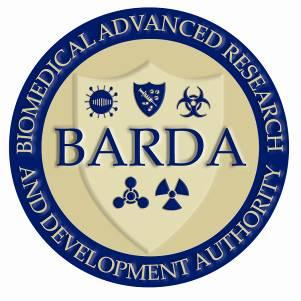 BIOMEDICAL ADVANCED RESEARCH
BARDA
AND DEVELOPMENT AUTHORITY